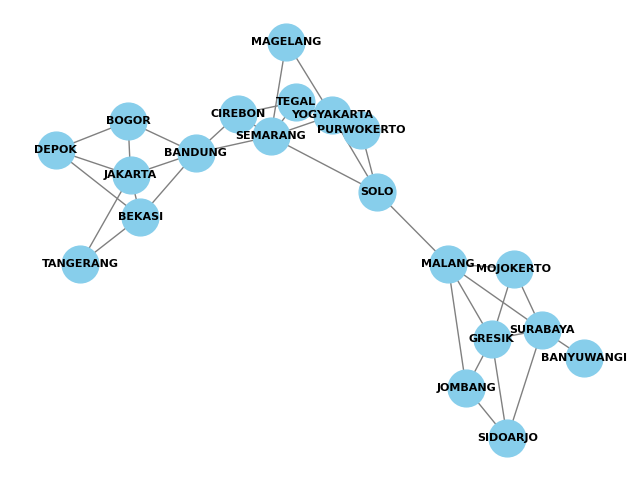 MAGELANG
TEGAL
CIREBON
YOGYAKARTA
BOGOR
PURWOKERTO
SEMARANG
DEPOK
BANDUNG
JAKARTA
SOLO
BEKASI
TANGERANG
MALANG
MOJOKERTO
SURABAYA
GRESIK
BANYUWANGI
JOMBANG
SIDOARJO